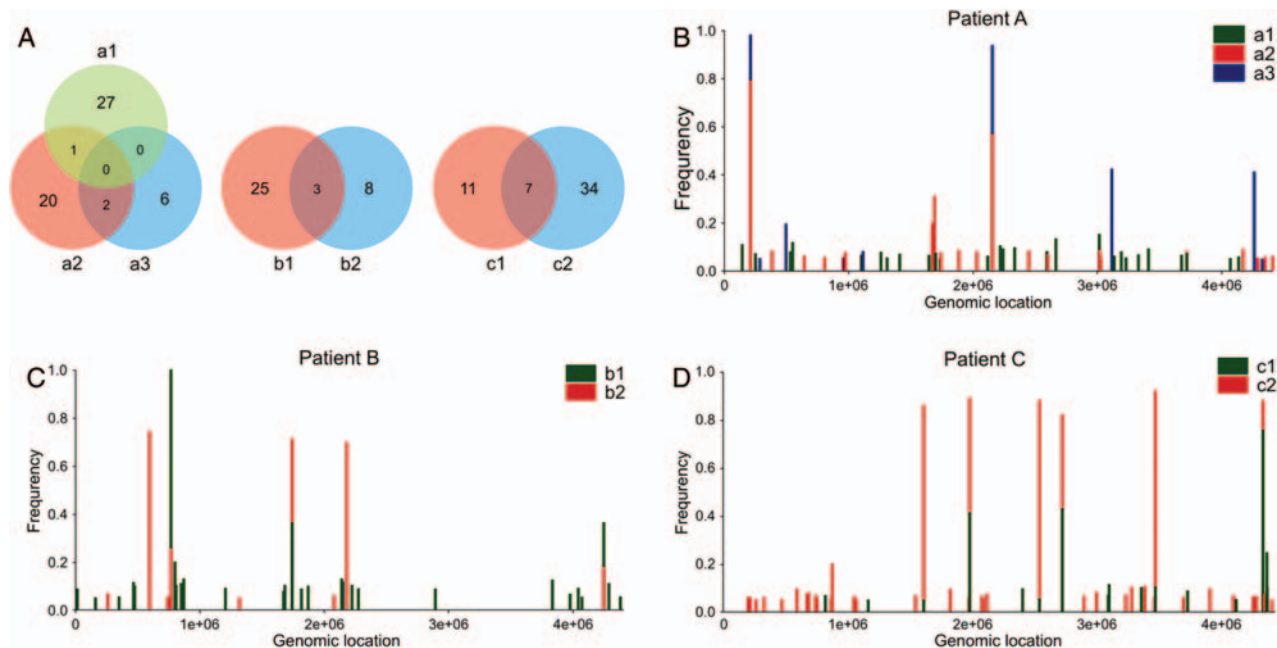 A
a1
27
1
0
0
20
2
6
a2
a3
25
3
8
b1
b2
11
7
34
c1
c2
B
Patient A
a1
a2
a3
Frequrency
1.0
0.8
0.6
0.4
0.2
0.0
0
1e+06
2e+06
3e+06
4e+06
Genomic location
C
Patient B
b1
b2
Frequrency
1.0
0.8
0.6
0.4
0.2
0.0
0
1e+06
2e+06
3e+06
4e+06
Genomic location
D
Patient C
c1
c2
Frequrency
1.0
0.8
0.6
0.4
0.2
0.0
0
1e+06
2e+06
3e+06
4e+06
Genomic location